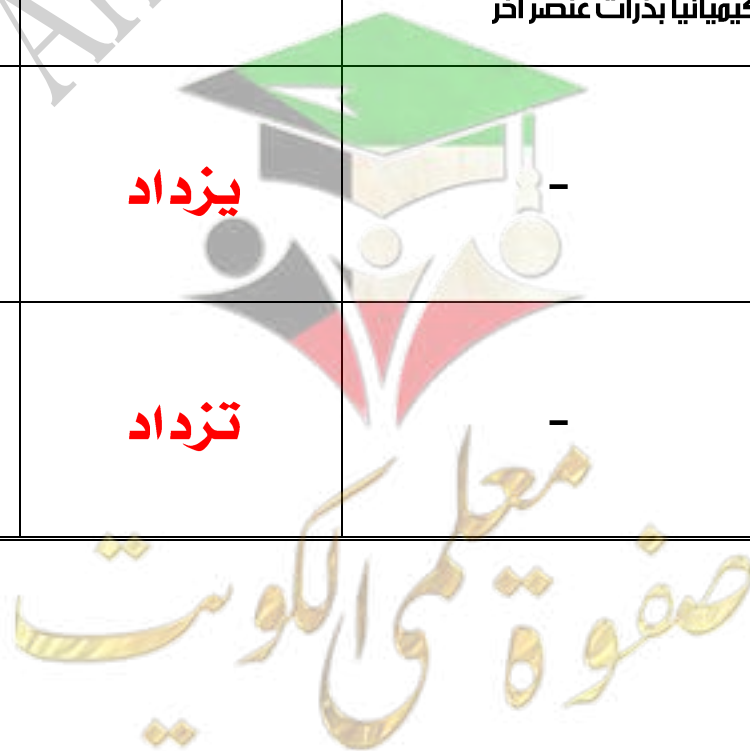 كيميائيا بذرات عنصر آخر
- يزداد
- تزداد
صفوة معلمي الكويت